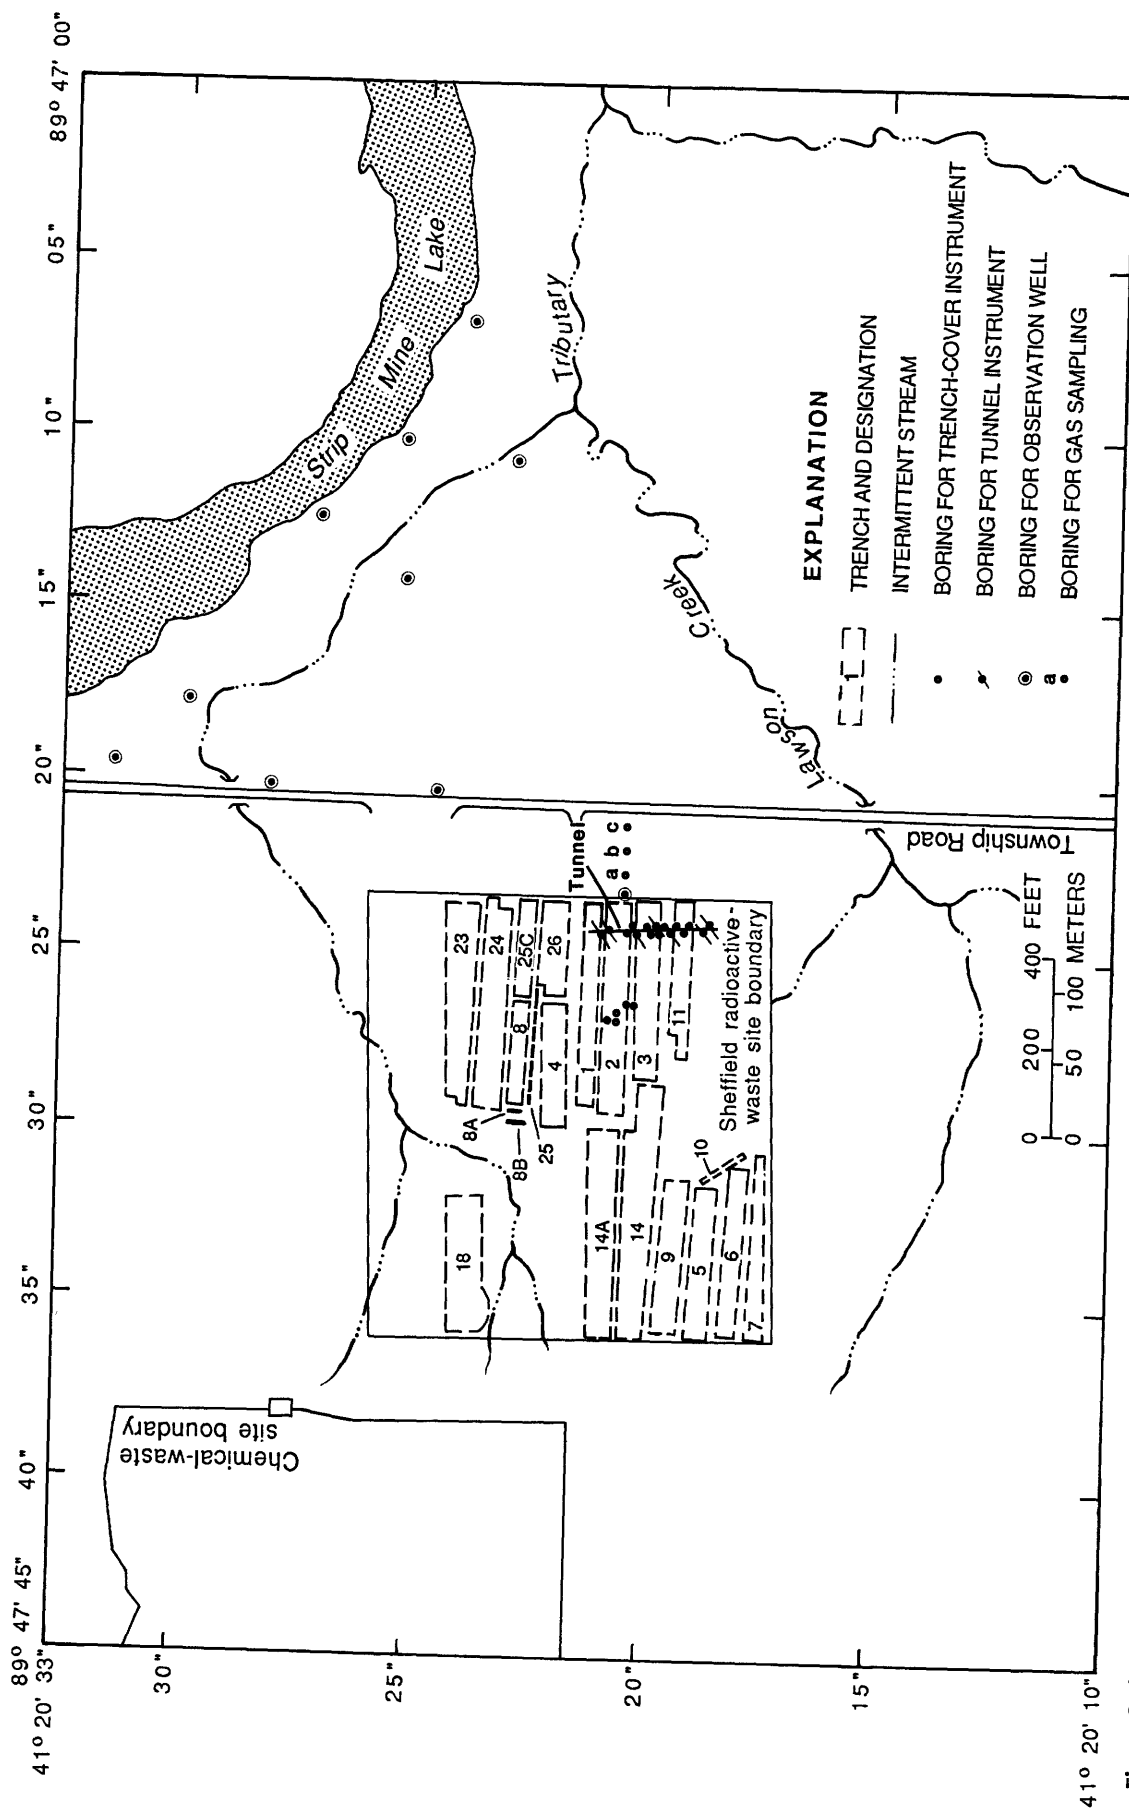 41° 20' 33"
89° 47' 45"
40"
35"
30"
25"
20"
15"
10"
05"
89° 47' 00"
30"
25"
20"
15"
41° 20' 10"
Chemical-waste
site boundary
Strip
Mine
Lake
Tributary
Lawson
Creek
Township Road
Tunnel
a b c
18
23
24
8A
8B
8
25C
25
26
4
1
2
3
11
14A
14
9
5
6
7
10
Sheffield radioactive-
waste site boundary
0 200 400 FEET
0 50 100 METERS
EXPLANATION
1 TRENCH AND DESIGNATION
INTERMITTENT STREAM
BORING FOR TRENCH-COVER INSTRUMENT
BORING FOR TUNNEL INSTRUMENT
BORING FOR OBSERVATION WELL
a BORING FOR GAS SAMPLING